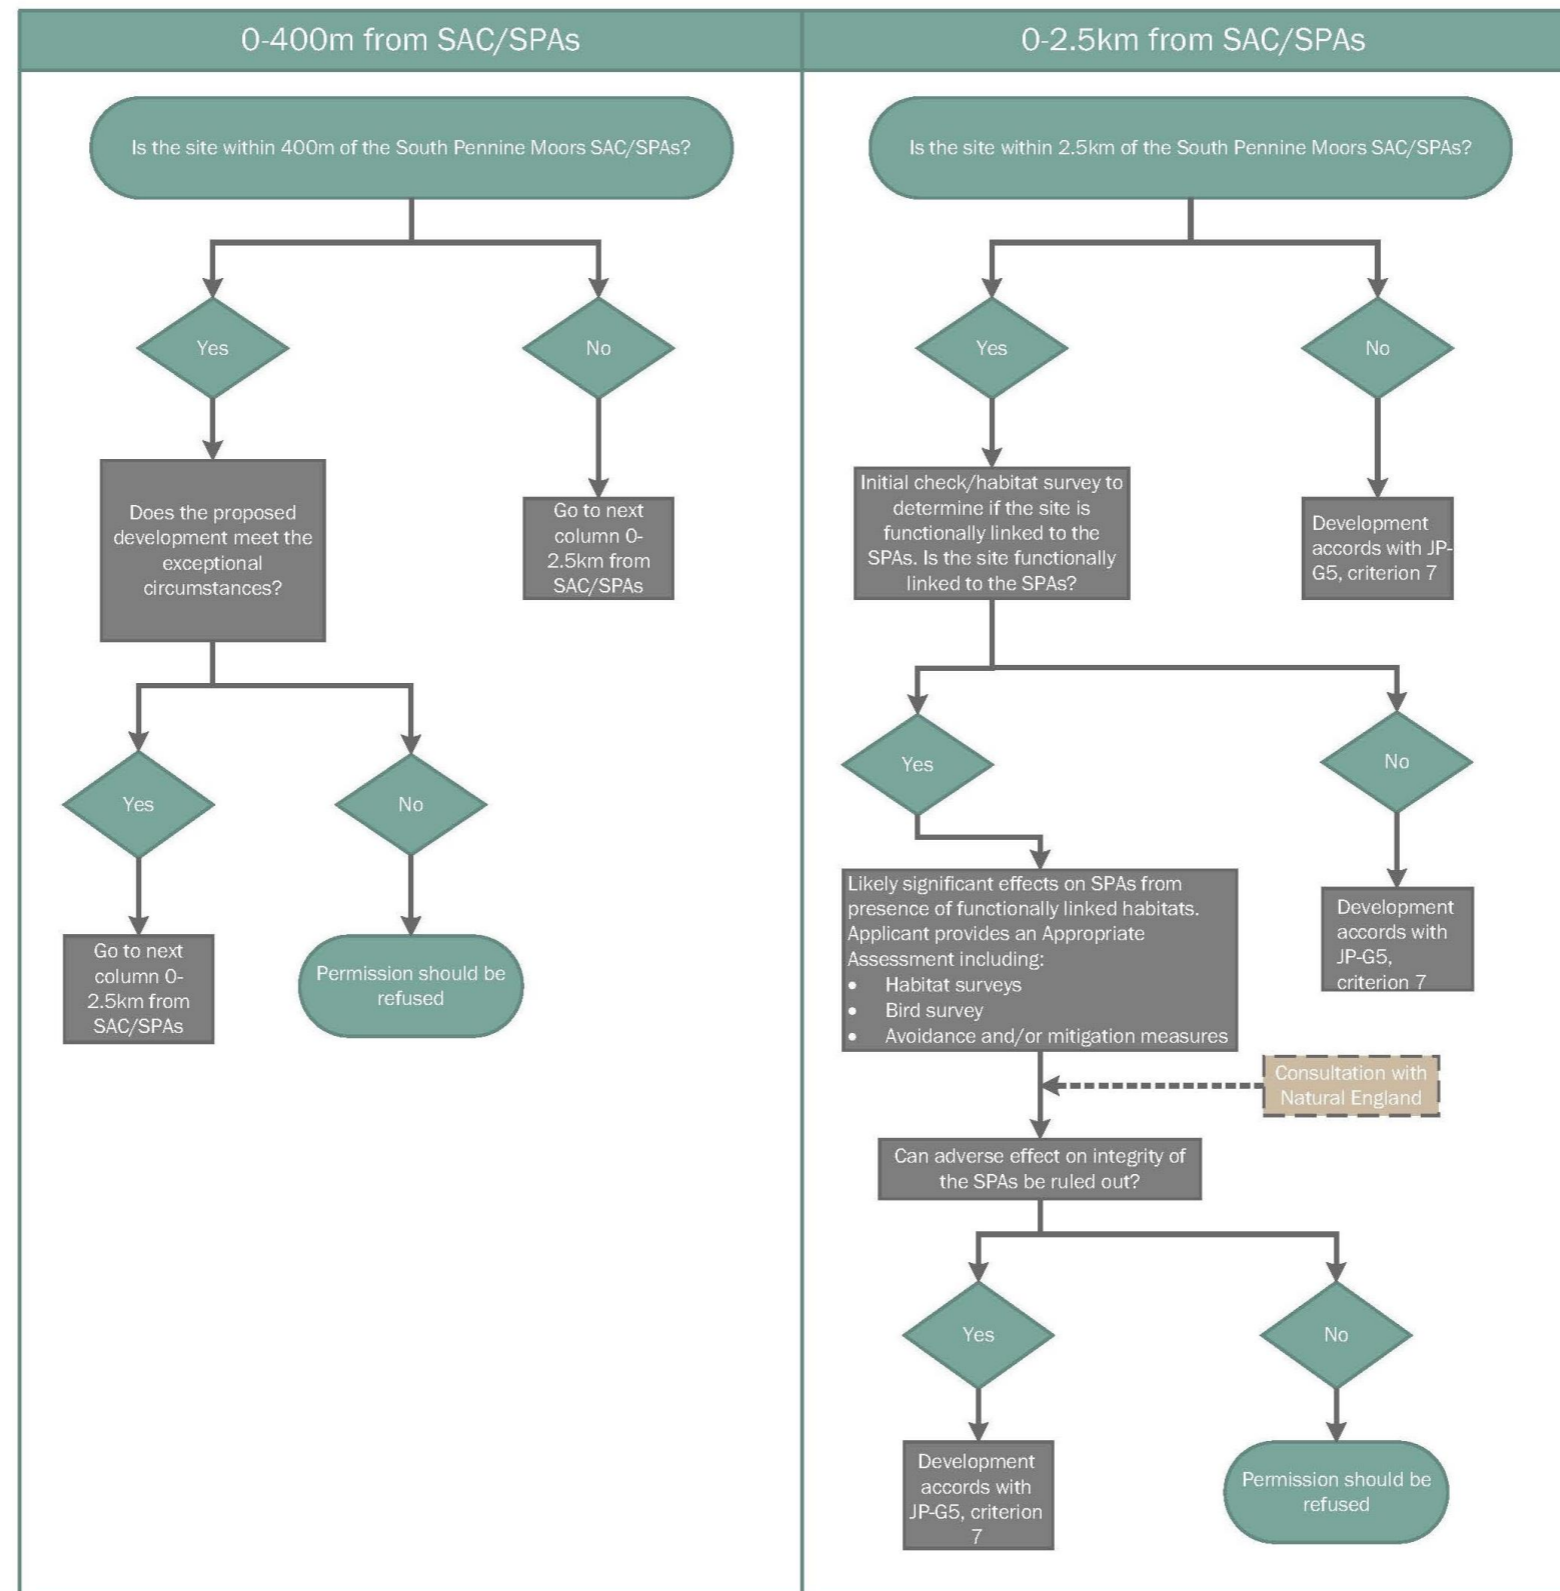 0-400m from SAC/SPAs
Is the site within 400m of the South Pennine Moors SAC/SPAs?
Yes
No
Does the proposed
development meet the
exceptional
circumstances?
Go to next
column 0-
2.5km from
SAC/SPAs
Yes
No
Go to next
column 0-
2.5km from
SAC/SPAs
Permission should be
refused
0-2.5km from SAC/SPAs
Is the site within 2.5km of the South Pennine Moors SAC/SPAs?
Yes
No
Initial check/habitat survey to
determine if the site is
functionally linked to the
SPAs. Is the site functionally
linked to the SPAs?
Development
accords with JP-
G5, criterion 7
Yes
No
Likely significant effects on SPAs from
presence of functionally linked habitats.
Applicant provides an Appropriate
Assessment including:
• Habitat surveys
• Bird survey
• Avoidance and/or mitigation measures
Development
accords with
JP-G5,
criterion 7
Consultation with
Natural England
Can adverse effect on integrity of
the SPAs be ruled out?
Yes
No
Development
accords with
JP-G5, criterion
7
Permission should be
refused